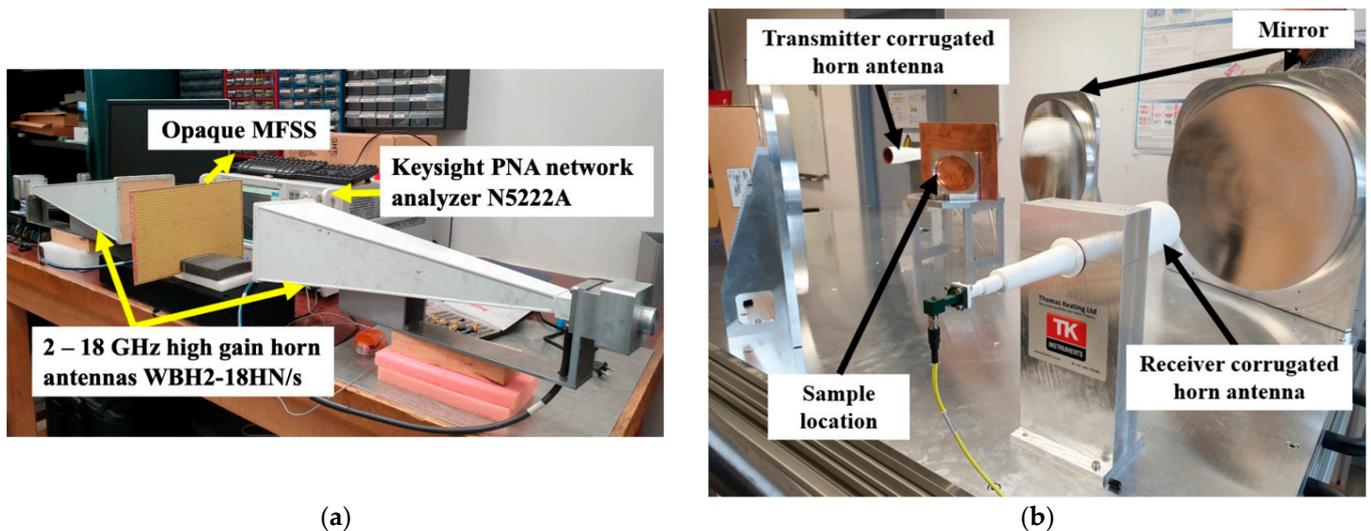 Opaque MFSS
Keysight PNA network
analyzer N5222A
2 – 18 GHz high gain horn
antennas WBH2-18HN/s
(a)
Transmitter corrugated
horn antenna
Mirror
Thomas Keating Ltd
TK
INSTRUMENTS
Sample
location
Receiver corrugated
horn antenna
(b)